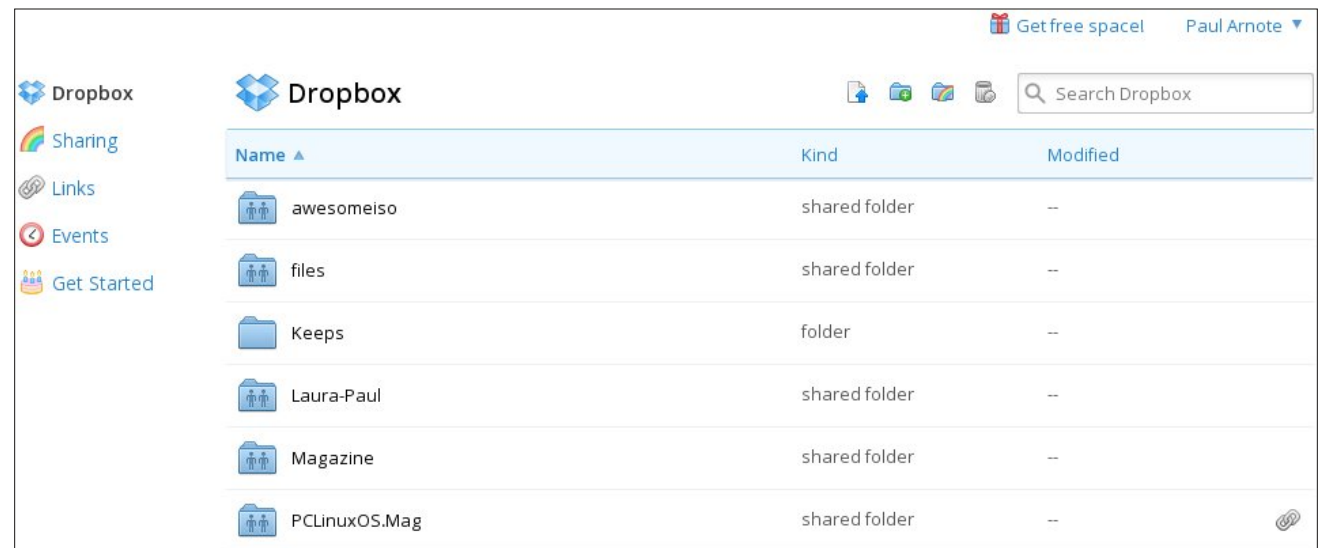 Get free space! Paul Arnote
Dropbox
Sharing
Links
Events
Get Started
Dropbox
Search Dropbox
Name Kind Modified
awesomeiso shared folder --
files shared folder --
Keeps folder --
Laura-Paul shared folder --
Magazine shared folder --
PCLinuxOS.Mag shared folder --